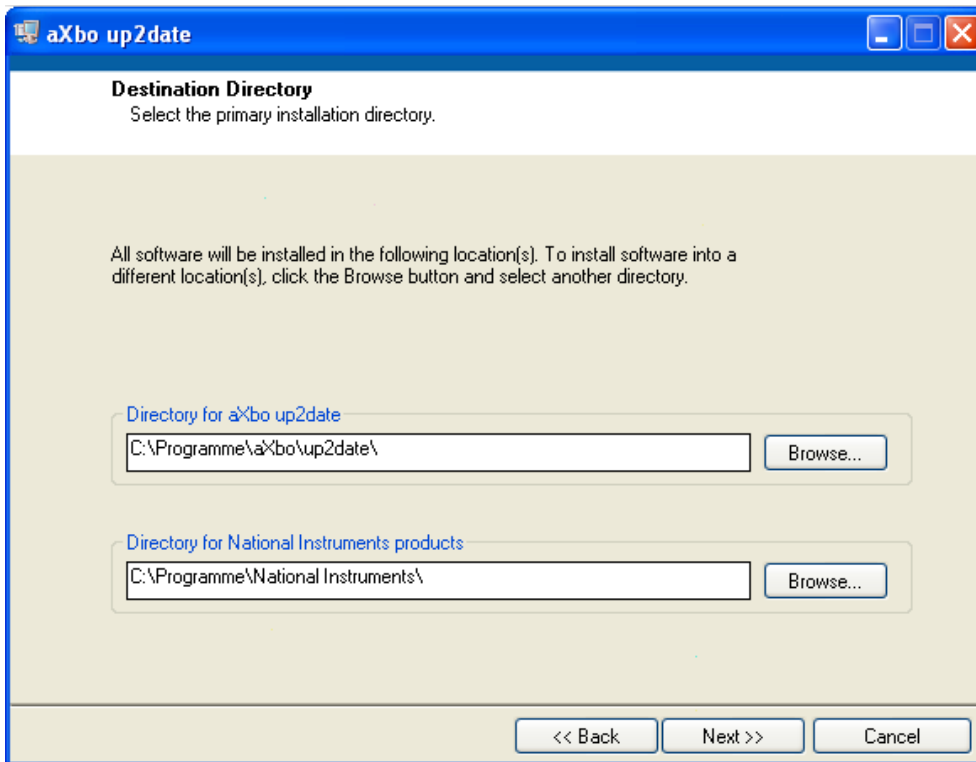 aXbo up2date
Destination Directory
Select the primary installation directory.
All software will be installed in the following location(s). To install software into a
different location(s), click the Browse button and select another directory.
Directory for aXbo up2date
C:\Programme\aXbo\up2date\
Browse...
Directory for National Instruments products
C:\Programme\National Instruments\
Browse...
<< Back
Next >>
Cancel